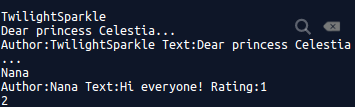 TwilightSparkle
Dear princess Celestia...
Author:TwilightSparkle Text:Dear princess Celestia
...
Nana
Author:Nana Text:Hi everyone! Rating:1
2